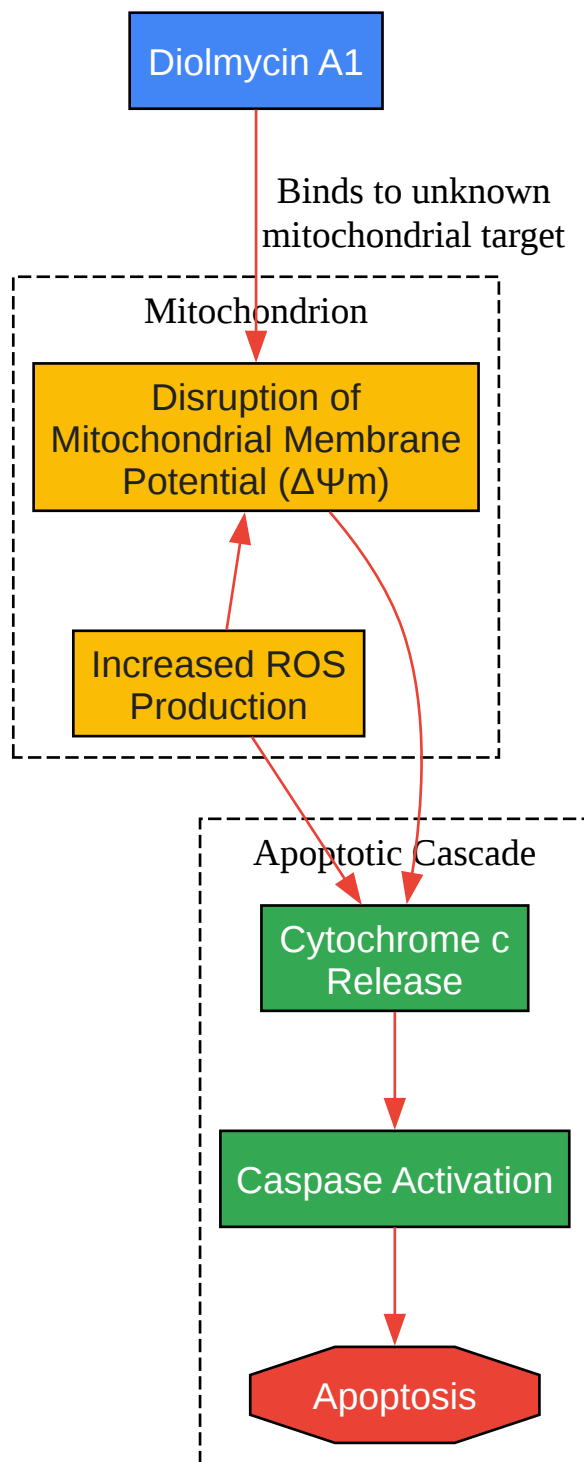 Diolmycin A1
Binds to unknown
mitochondrial target
Mitochondrion
Disruption of
Mitochondrial Membrane
Potential (ΔΨm)
Increased ROS
Production
Apoptotic Cascade
Cytochrome c
Release
Caspase Activation
Apoptosis